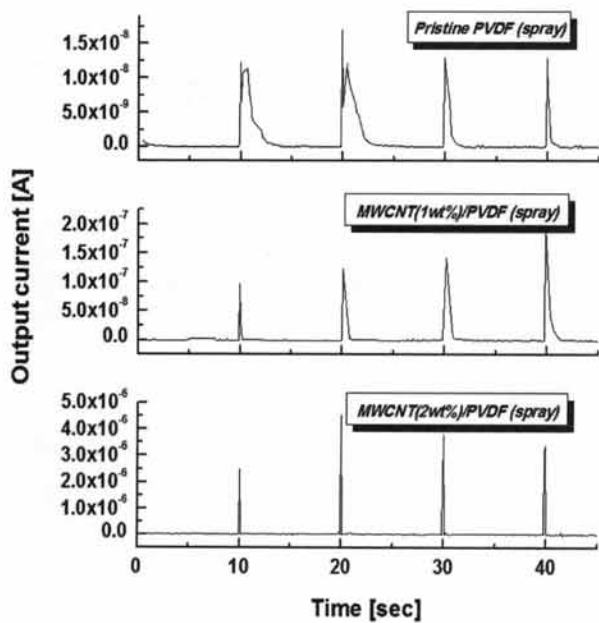 Pristine PVDF (spray)
1.5x10⁻⁸
1.0x10⁻⁸
5.0x10⁻⁹
0.0
MWCNT(1wt%)/PVDF (spray)
2.0x10⁻⁷
1.5x10⁻⁷
1.0x10⁻⁷
5.0x10⁻⁸
0.0
MWCNT(2wt%)/PVDF (spray)
5.0x10⁻⁶
4.0x10⁻⁶
3.0x10⁻⁶
2.0x10⁻⁶
1.0x10⁻⁶
0.0
Output current [A]
0 10 20 30 40
Time [sec]